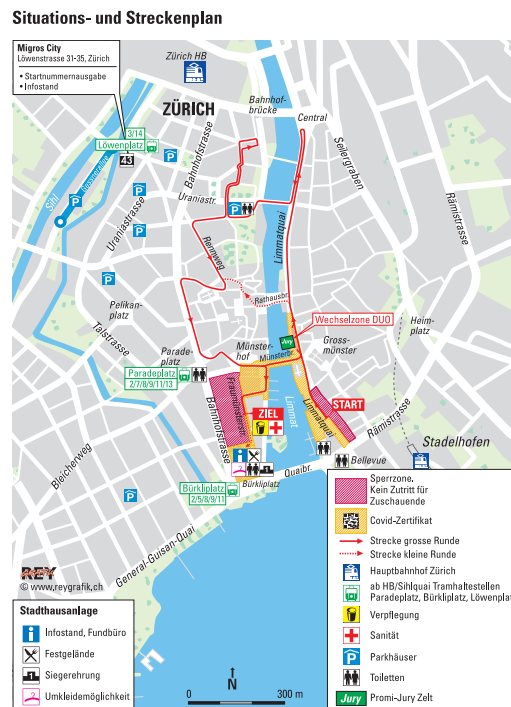 Situations- und Streckenplan
Migros City
Löwenstrasse 31-35, Zürich
• Startnummernausgabe
• Infostand
Zürich HB
Bahnhof-
brücke
Central
ZÜRICH
3/14
Löwenplatz
43
Bahnhofstrasse
Seilergraben
Sihl
Uraniastr.
Rämistrasse
Uraniastrasse
Limmatquai
Rennweg
Rathausbr.
Pelikan-
platz
Talstrasse
Wechselzone DUO
Heim-
platz
Jury
Münster-
hof
Gross-
münster
Münsterbr.
Parade-
platz
Paradeplatz
2/7/8/9/11/13
Fraumünsterstr.
ZIEL
START
Limmat
Limmatquai
Rämistrasse
Bahnhofstrasse
Stadelhofen
Bleicherweg
Bellevue
Quaibr.
Bürkliplatz
Bürkliplatz
2/5/8/9/11
General-Guisan-Quai
REY
© www.reygrafik.ch
Stadthausanlage
Infostand, Fundbüro
Festgelände
Siegerehrung
Umkleidemöglichkeit
N
0 300 m
Sperrzone.
Kein Zutritt für
Zuschauende
Covid-Zertifikat
Strecke grosse Runde
Strecke kleine Runde
Hauptbahnhof Zürich
ab HB/Sihlquai Tramhaltestellen
Paradeplatz, Bürkliplatz, Löwenplatz
Verpflegung
Sanität
Parkhäuser
Toiletten
Jury Promi-Jury Zelt